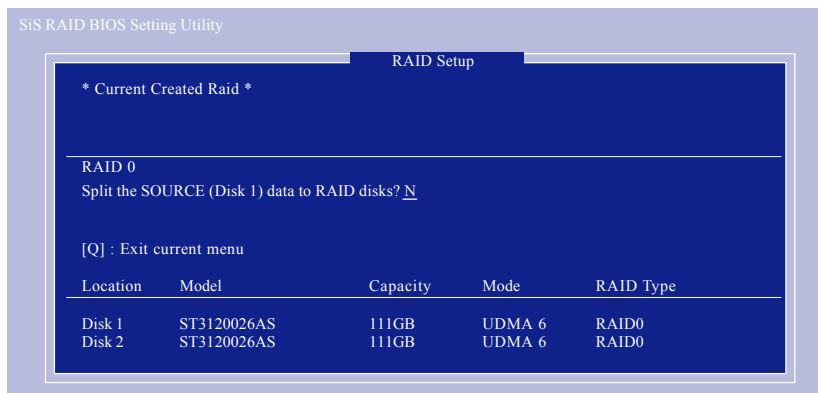 SiS RAID BIOS Setting Utility
RAID Setup
* Current Created Raid *
RAID 0
Split the SOURCE (Disk 1) data to RAID disks? N
[Q] : Exit current menu
Location Model Capacity Mode RAID Type
Disk 1 ST3120026AS 111GB UDMA 6 RAID0
Disk 2 ST3120026AS 111GB UDMA 6 RAID0